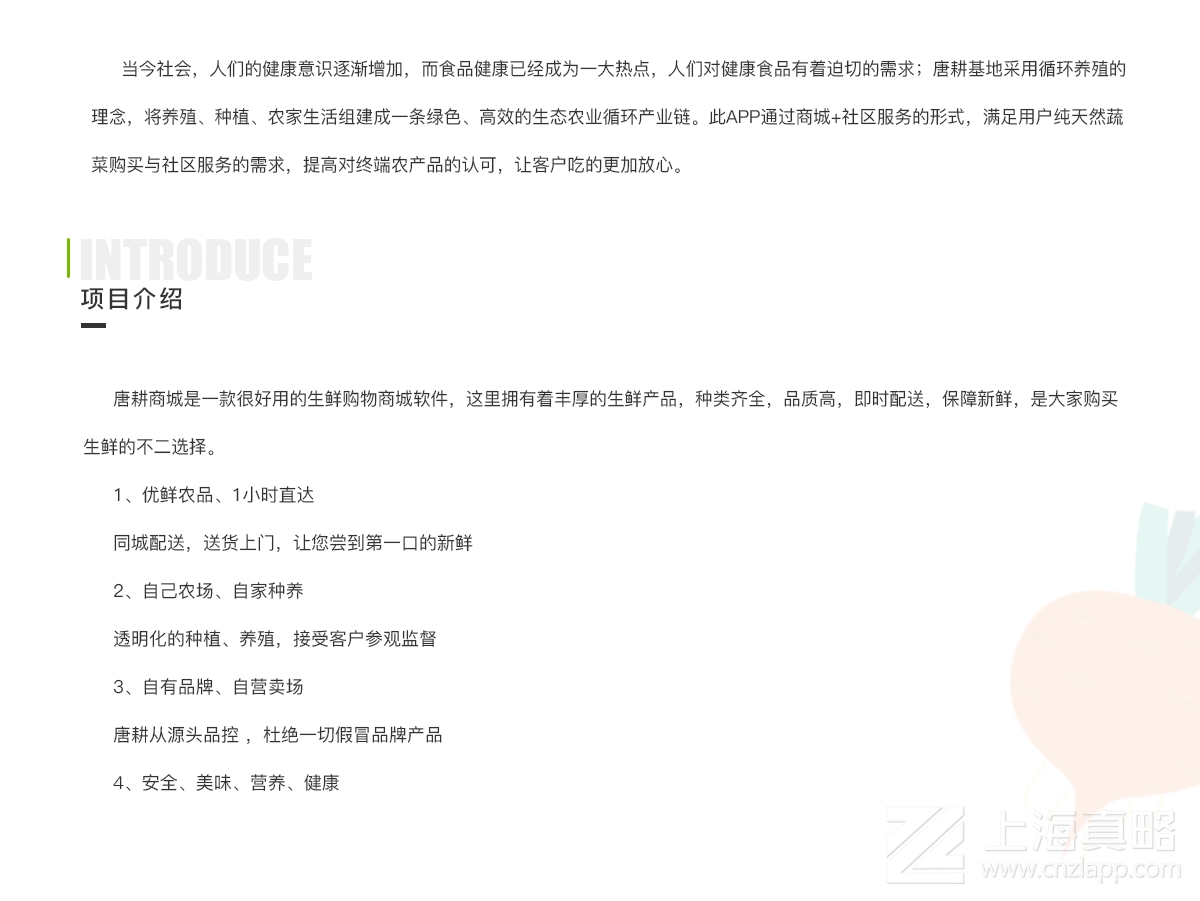 当今社会，人们的健康意识逐渐增加，而食品健康已经成为一大热点，人们对健康食品有着迫切的需求；唐耕基地采用循环养殖的
理念，将养殖、种植、农家生活组建成一条绿色、高效的生态农业循环产业链。此APP通过商城+社区服务的形式，满足用户纯天然蔬
菜购买与社区服务的需求，提高对终端农产品的认可，让客户吃的更加放心。
INTRODUCE
项目介绍
唐耕商城是一款很好用的生鲜购物商城软件，这里拥有着丰厚的生鲜产品，种类齐全，品质高，即时配送，保障新鲜，是大家购买
生鲜的不二选择。
1、优鲜农品、1小时直达
同城配送，送货上门，让您尝到第一口的新鲜
2、自己农场、自家种养
透明化的种植、养殖，接受客户参观监督
3、自有品牌、自营卖场
唐耕从源头品控 ，杜绝一切假冒品牌产品
4、安全、美味、营养、健康
上海真略
www.cnzlapp.com